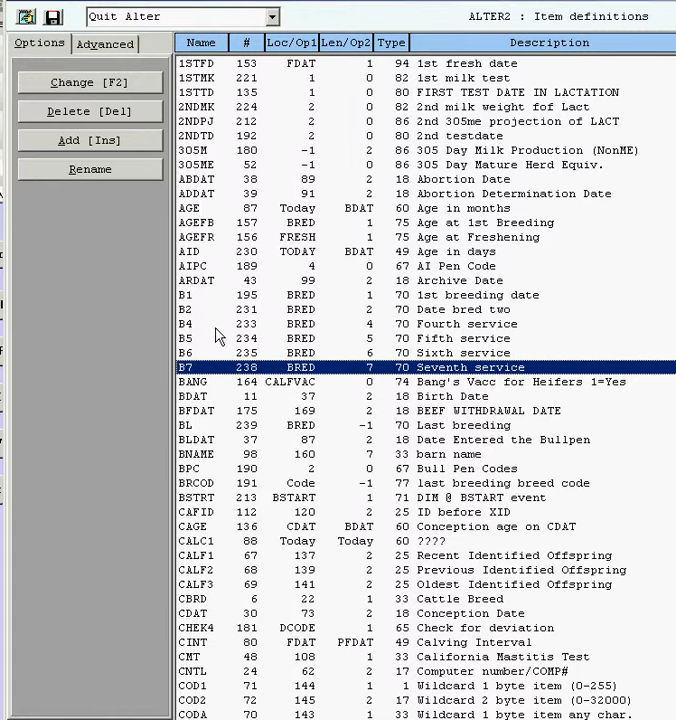 Quit Alter ALTER2 : Item definitions
Options Advanced Name # Loc/Op1 Len/Op2 Type Description
Change [F2]
Delete [Del]
Add [Ins]
Rename
1STFD 153 FDAT 1 94 1st fresh date
1STMK 221 1 0 82 1st milk test
1STTD 135 1 0 80 FIRST TEST DATE IN LACTATION
2NDMK 224 2 0 82 2nd milk weight fof Lact
2NDPJ 212 2 0 86 2nd 305me projection of LACT
2NDTD 192 2 0 80 2nd testdate
305M 180 -1 2 86 305 Day Milk Production (NonME)
305ME 52 -1 0 86 305 Day Mature Herd Equiv.
ABDAT 38 89 2 18 Abortion Date
ADDAT 39 91 2 18 Abortion Determination Date
AGE 87 Today BDAT 60 Age in months
AGEFB 157 BRED 1 75 Age at 1st Breeding
AGEFR 156 FRESH 1 75 Age at Freshening
AID 230 TODAY BDAT 49 Age in days
AIPC 189 4 0 67 AI Pen Code
ARDAT 43 99 2 18 Archive Date
B1 195 BRED 1 70 1st breeding date
B2 231 BRED 2 70 Date bred two
B4 233 BRED 4 70 Fourth service
B5 234 BRED 5 70 Fifth service
B6 235 BRED 6 70 Sixth service
B7 238 BRED 7 70 Seventh service
BANG 164 CALFVAC 0 74 Bang's Vacc for Heifers 1=Yes
BDAT 11 37 2 18 Birth Date
BFDAT 175 169 2 18 BEEF WITHDRAWAL DATE
BL 239 BRED -1 70 Last breeding
BLDAT 37 87 2 18 Date Entered the Bullpen
BNAME 98 160 7 33 barn name
BPC 190 2 0 67 Bull Pen Codes
BRCOD 191 Code -1 77 last breeding breed code
BSTRT 213 BSTART 1 71 DIM @ BSTART event
CAFID 112 120 2 25 ID before XID
CAGE 136 CDAT BDAT 60 Conception age on CDAT
CALC1 88 Today Today 60 ????
CALF1 67 137 2 25 Recent Identified Offspring
CALF2 68 139 2 25 Previous Identified Offspring
CALF3 69 141 2 25 Oldest Identified Offspring
CBRD 6 22 1 33 Cattle Breed
CDAT 30 73 2 18 Conception Date
CHEK4 181 DCODE 1 65 Check for deviation
CINT 80 FDAT PFDAT 49 Calving Interval
CMT 48 108 1 33 California Mastitis Test
CNTL 24 62 2 17 Computer number/COMP#
COD1 71 144 1 1 Wildcard 1 byte item (0-255)
COD2 72 145 2 17 Wildcard 2 byte item (0-32000)
CODA 70 143 1 33 Wildcard 1 byte item any char.